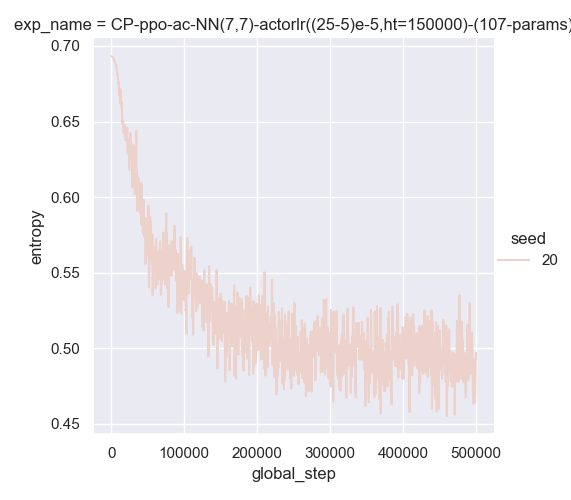 exp_name = CP-ppo-ac-NN(7,7)-actorlr((25-5)e-5,ht=150000)-(107-params)
0.70
0.65
0.60
0.55
0.50
0.45
entropy
0 100000 200000 300000 400000 500000
global_step
seed
20